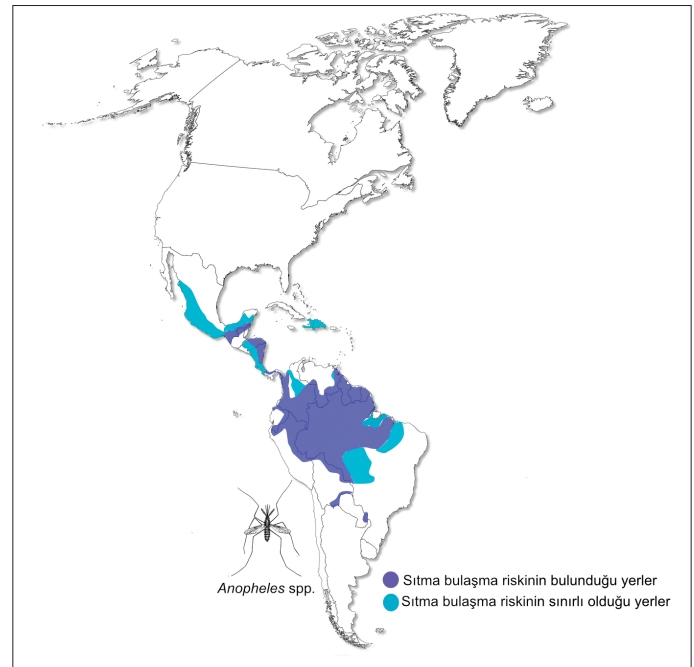 Anopheles spp.
Sıtma bulaşma riskinin bulunduğu yerler
Sıtma bulaşma riskinin sınırlı olduğu yerler